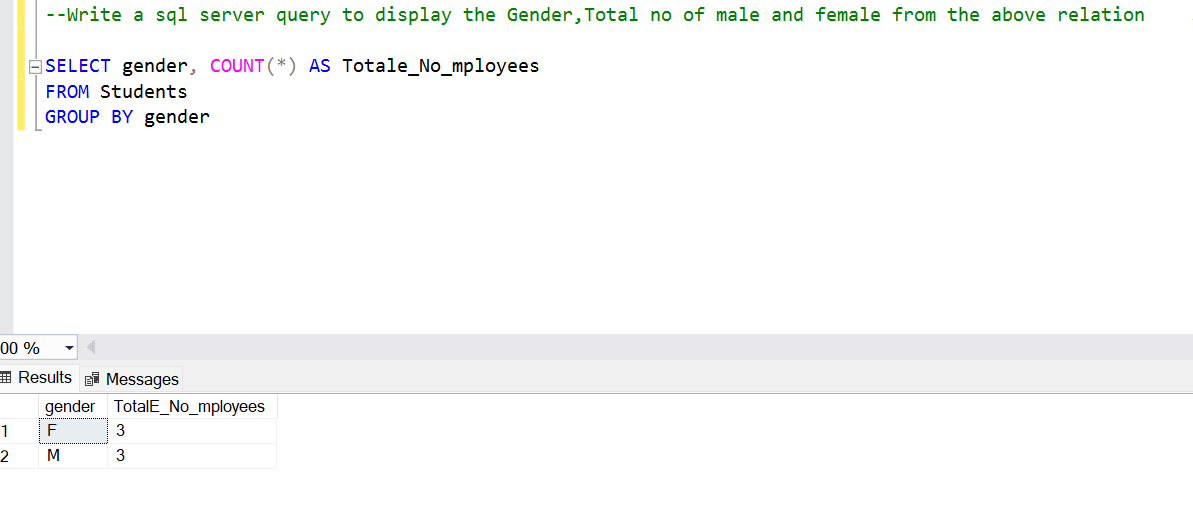 --Write a sql server query to display the Gender,Total no of male and female from the above relation
SELECT gender, COUNT(*) AS Totale_No_mployees
FROM Students
GROUP BY gender
00 %
Results Messages
gender TotalE_No_mployees
1 F 3
2 M 3